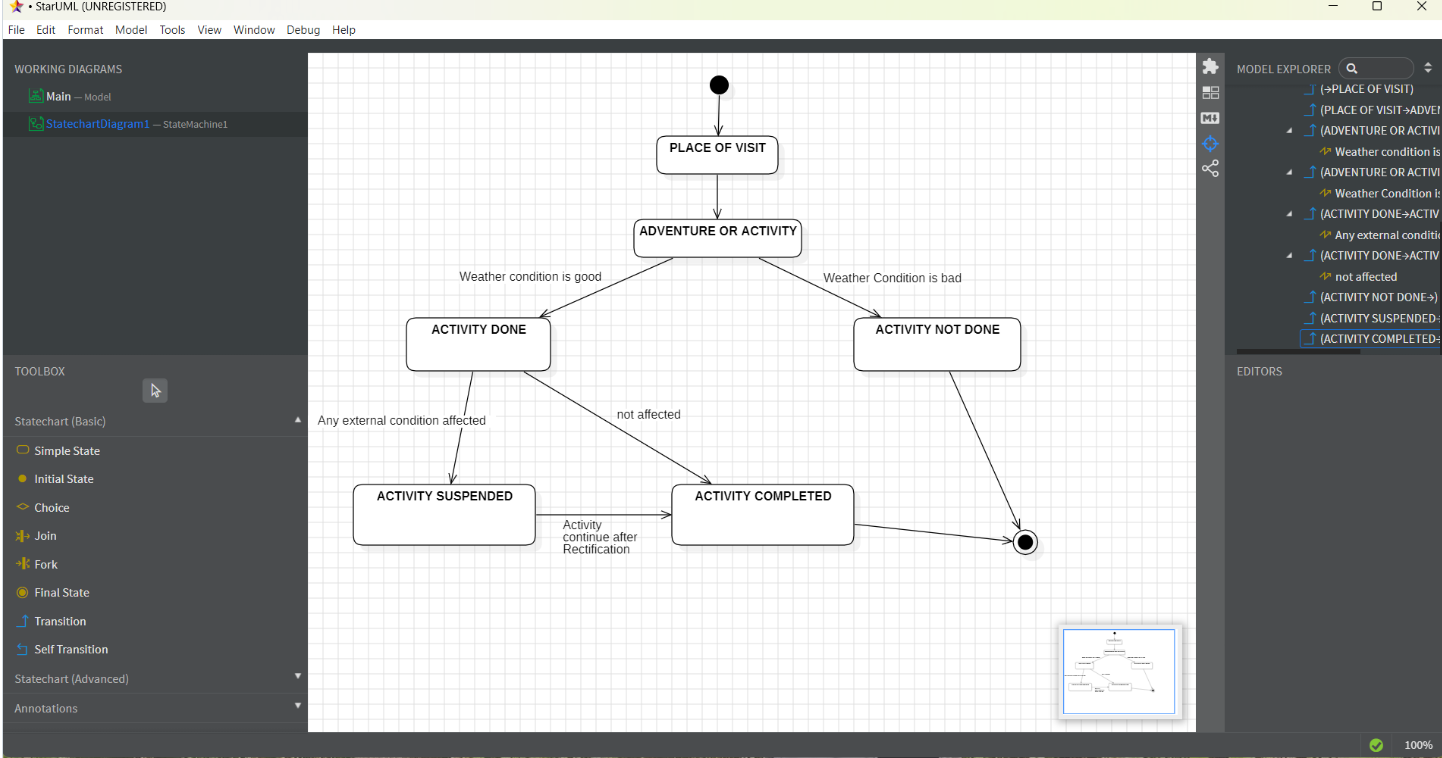 • StarUML (UNREGISTERED)
File Edit Format Model Tools View Window Debug Help
WORKING DIAGRAMS
Main — Model
StatechartDiagram1 — StateMachine1
TOOLBOX
Statechart (Basic)
Simple State
Initial State
Choice
Join
Fork
Final State
Transition
Self Transition
Statechart (Advanced)
Annotations
PLACE OF VISIT
ADVENTURE OR ACTIVITY
Weather condition is good
Weather Condition is bad
ACTIVITY DONE
ACTIVITY NOT DONE
Any external condition affected
not affected
ACTIVITY SUSPENDED
ACTIVITY COMPLETED
Activity
continue after
Rectification
MODEL EXPLORER
(→PLACE OF VISIT)
(PLACE OF VISIT→ADVEN
(ADVENTURE OR ACTIVI
Weather condition is
(ADVENTURE OR ACTIVI
Weather Condition is
(ACTIVITY DONE→ACTIV
Any external conditic
(ACTIVITY DONE→ACTIV
not affected
(ACTIVITY NOT DONE→)
(ACTIVITY SUSPENDED→
(ACTIVITY COMPLETED→
EDITORS
100%